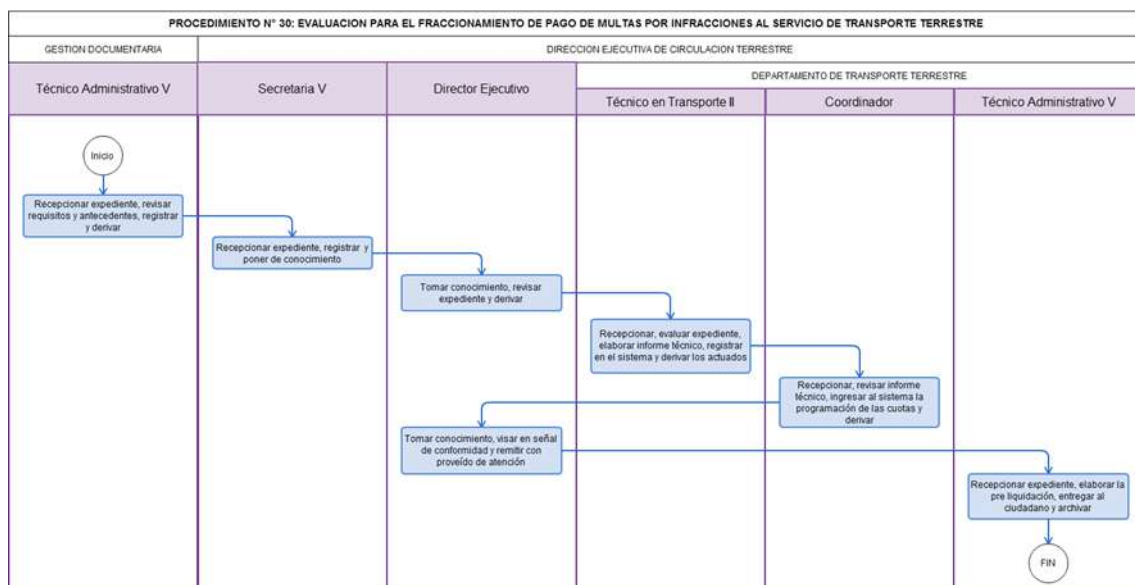 PROCEDIMIENTO N° 30: EVALUACION PARA EL FRACCIONAMIENTO DE PAGO DE MULTAS POR INFRACCIONES AL SERVICIO DE TRANSPORTE TERRESTRE
GESTION DOCUMENTARIA
DIRECCION EJECUTIVA DE CIRCULACION TERRESTRE
Técnico Administrativo V
Secretaria V
Director Ejecutivo
DEPARTAMENTO DE TRANSPORTE TERRESTRE
Técnico en Transporte II
Coordinador
Técnico Administrativo V
Inicio
Recepcionar expediente, revisar
requisitos y antecedentes, registrar
y derivar
Recepcionar expediente, registrar y
poner de conocimiento
Tomar conocimiento, revisar
expediente y derivar
Recepcionar, evaluar expediente,
elaborar informe técnico, registrar
en el sistema y derivar los actuados
Recepcionar, revisar informe
técnico, ingresar al sistema la
programación de las cuotas y
derivar
Tomar conocimiento, visar en señal
de conformidad y remitir con
proveído de atención
Recepcionar expediente, elaborar la
pre liquidación, entregar al
ciudadano y archivar
FIN